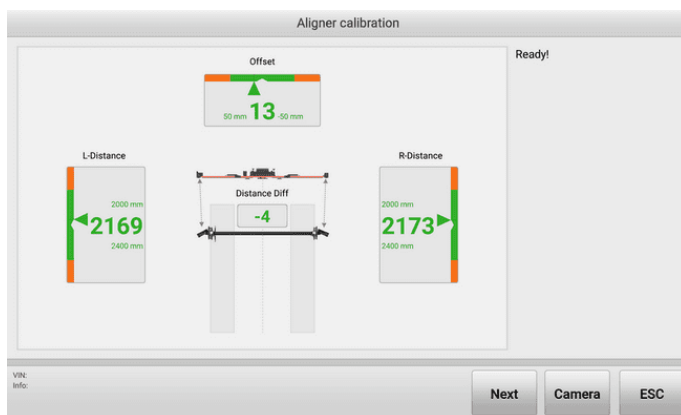 Aligner calibration
Ready!
Offset
50 mm 13 -50 mm
L-Distance
R-Distance
2000 mm
2169
2400 mm
Distance Diff
-4
2000 mm
2173
2400 mm
VIN:
Info:
Next
Camera
ESC